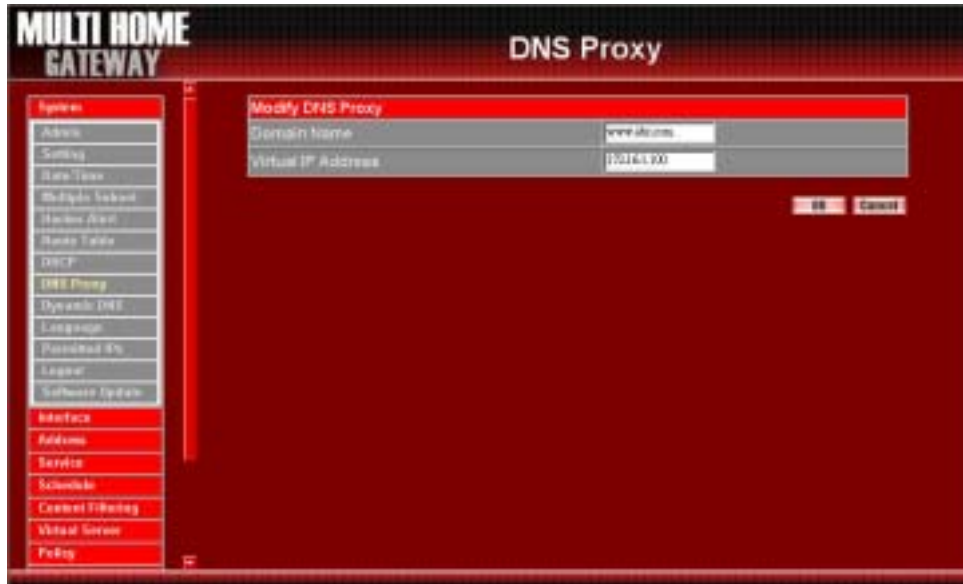 MULTI HOME
GATEWAY
DNS Proxy
System
Admin
Setting
Date/Time
Multiple Subnet
Hacker Alert
Route Table
DHCP
DNS Proxy
Dynamic DNS
Language
Permitted IPs
Logout
Software Update
Interface
Address
Service
Schedule
Content Filtering
Virtual Server
Policy
Modify DNS Proxy
Domain Name
Virtual IP Address
OK Cancel